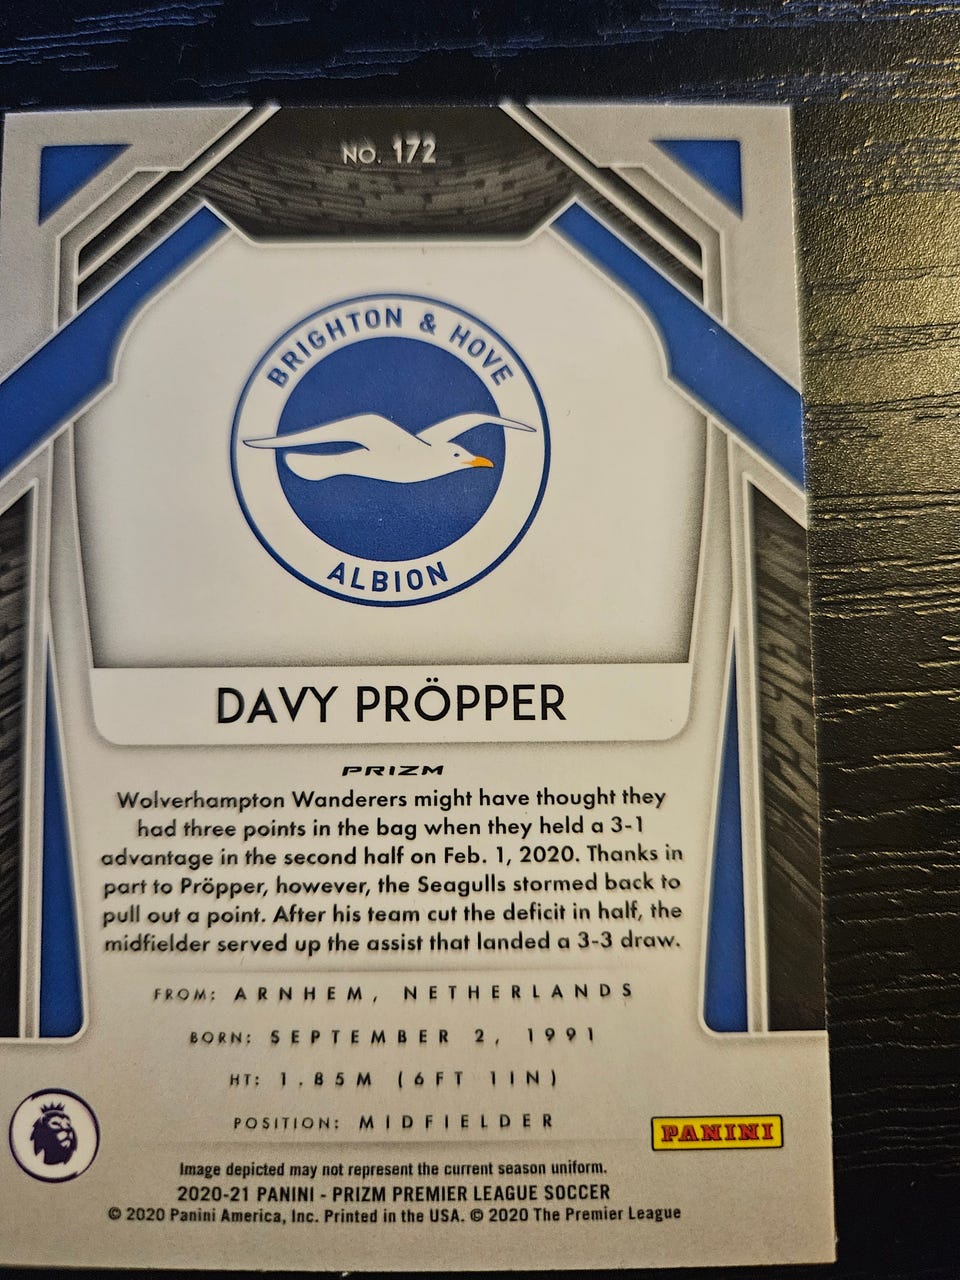 NO. 172
BRIGHTON & HOVE
ALBION
DAVY PRÖPPER
PRIZM
Wolverhampton Wanderers might have thought they
had three points in the bag when they held a 3-1
advantage in the second half on Feb. 1, 2020. Thanks in
part to Pröpper, however, the Seagulls stormed back to
pull out a point. After his team cut the deficit in half, the
midfielder served up the assist that landed a 3-3 draw.
FROM: ARNHEM, NETHERLANDS
BORN: SEPTEMBER 2, 1991
HT: 1.85M (6FT 1IN)
POSITION: MIDFIELDER
PANINI
Image depicted may not represent the current season uniform.
2020-21 PANINI - PRIZM PREMIER LEAGUE SOCCER
© 2020 Panini America, Inc. Printed in the USA. © 2020 The Premier League